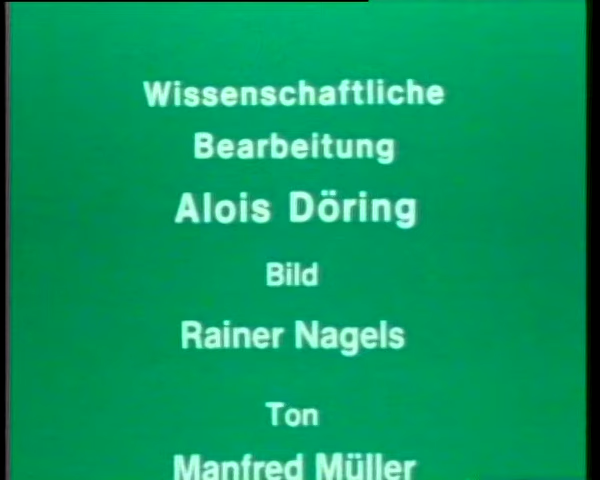 Wissenschaftliche
Bearbeitung
Alois Döring
Bild
Rainer Nagels
Ton
Manfred Müller